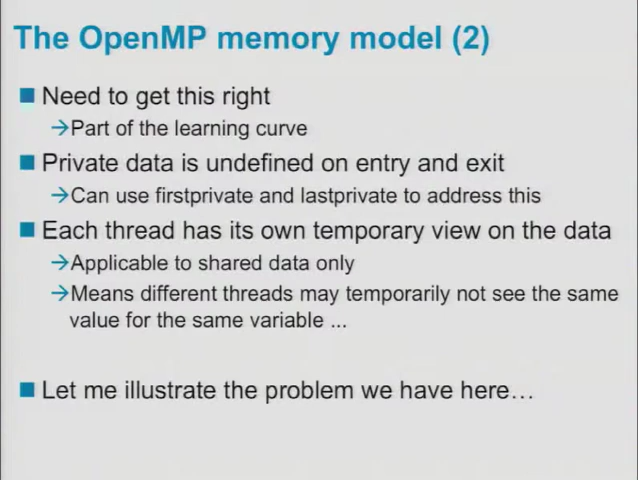 The OpenMP memory model (2)
Need to get this right
→Part of the learning curve
Private data is undefined on entry and exit
→Can use firstprivate and lastprivate to address this
Each thread has its own temporary view on the data
→Applicable to shared data only
→Means different threads may temporarily not see the same
value for the same variable ...
Let me illustrate the problem we have here…